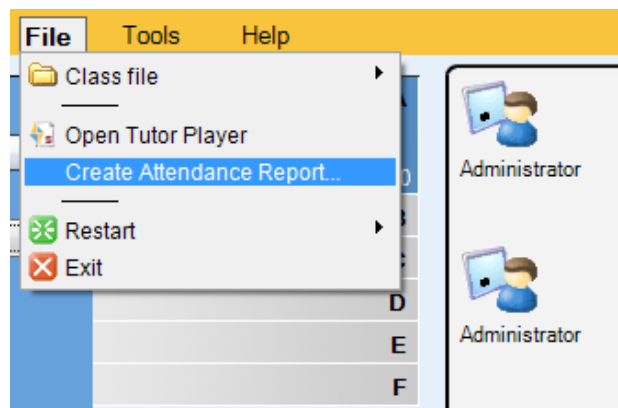 File Tools Help
Class file
Open Tutor Player
Create Attendance Report...
Restart
Exit
D
E
F
Administrator
Administrator